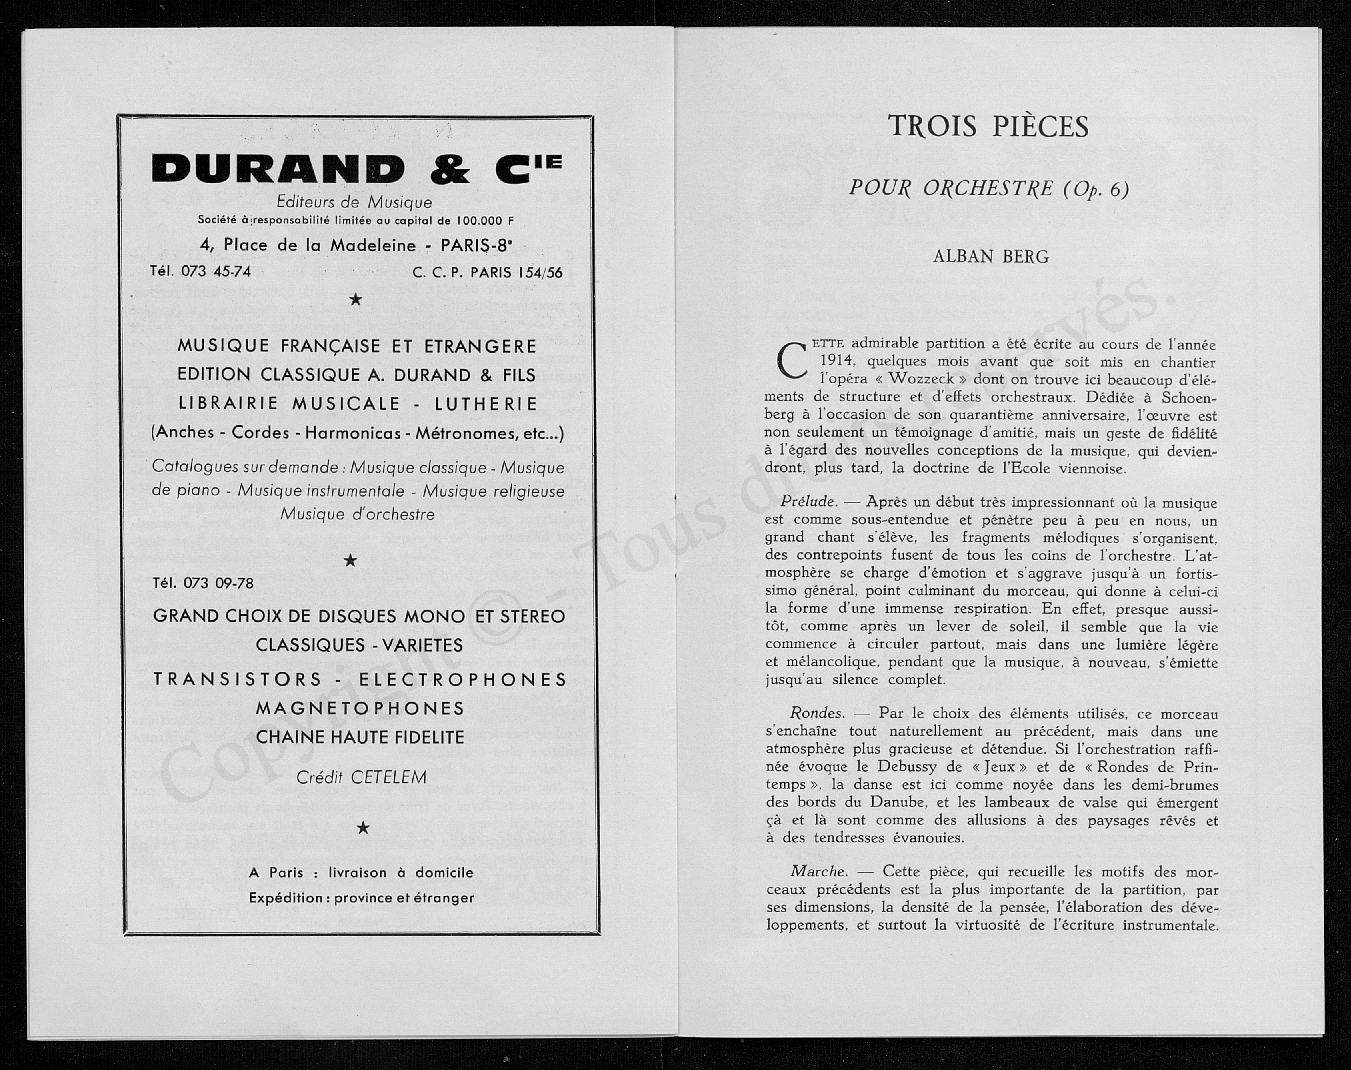 DURAND & CIE
Editeurs de Musique
Société à responsabilité limitée au capital de 100.000 F
4, Place de la Madeleine - PARIS-8e
Tél. 073 45-74 C. C. P. PARIS 154/56
★
MUSIQUE FRANÇAISE ET ETRANGERE
EDITION CLASSIQUE A. DURAND & FILS
LIBRAIRIE MUSICALE - LUTHERIE
(Anches - Cordes - Harmonicas - Métronomes, etc...)
Catalogues sur demande : Musique classique - Musique
de piano - Musique instrumentale - Musique religieuse
Musique d'orchestre
★
Tél. 073 09-78
GRAND CHOIX DE DISQUES MONO ET STEREO
CLASSIQUES - VARIETES
TRANSISTORS - ELECTROPHONES
MAGNETOPHONES
CHAINE HAUTE FIDELITE
Crédit CETELEM
★
A Paris : livraison à domicile
Expédition : province et étranger
TROIS PIÈCES
POUR ORCHESTRE (Op. 6)
ALBAN BERG
CETTE admirable partition a été écrite au cours de l'année
1914, quelques mois avant que soit mis en chantier
l'opéra « Wozzeck » dont on trouve ici beaucoup d'élé-
ments de structure et d'effets orchestraux. Dédiée à Schoen-
berg à l'occasion de son quarantième anniversaire, l'œuvre est
non seulement un témoignage d'amitié, mais un geste de fidélité
à l'égard des nouvelles conceptions de la musique, qui devien-
dront, plus tard, la doctrine de l'Ecole viennoise.
Prélude. — Après un début très impressionnant où la musique
est comme sous-entendue et pénètre peu à peu en nous, un
grand chant s'élève, les fragments mélodiques s'organisent,
des contrepoints fusent de tous les coins de l'orchestre. L'at-
mosphère se charge d'émotion et s'aggrave jusqu'à un fortis-
simo général, point culminant du morceau, qui donne à celui-ci
la forme d'une immense respiration. En effet, presque aussi-
tôt, comme après un lever de soleil, il semble que la vie
commence à circuler partout, mais dans une lumière légère
et mélancolique, pendant que la musique, à nouveau, s'émiette
jusqu'au silence complet.
Rondes. — Par le choix des éléments utilisés, ce morceau
s'enchaîne tout naturellement au précédent, mais dans une
atmosphère plus gracieuse et détendue. Si l'orchestration raffi-
née évoque le Debussy de « Jeux » et de « Rondes de Prin-
temps », la danse est ici comme noyée dans les demi-brumes
des bords du Danube, et les lambeaux de valse qui émergent
çà et là sont comme des allusions à des paysages rêvés et
à des tendresses évanouies.
Marche. — Cette pièce, qui recueille les motifs des mor-
ceaux précédents est la plus importante de la partition, par
ses dimensions, la densité de la pensée, l'élaboration des déve-
loppements, et surtout la virtuosité de l'écriture instrumentale.
Copyright © - Tous droits réservés.